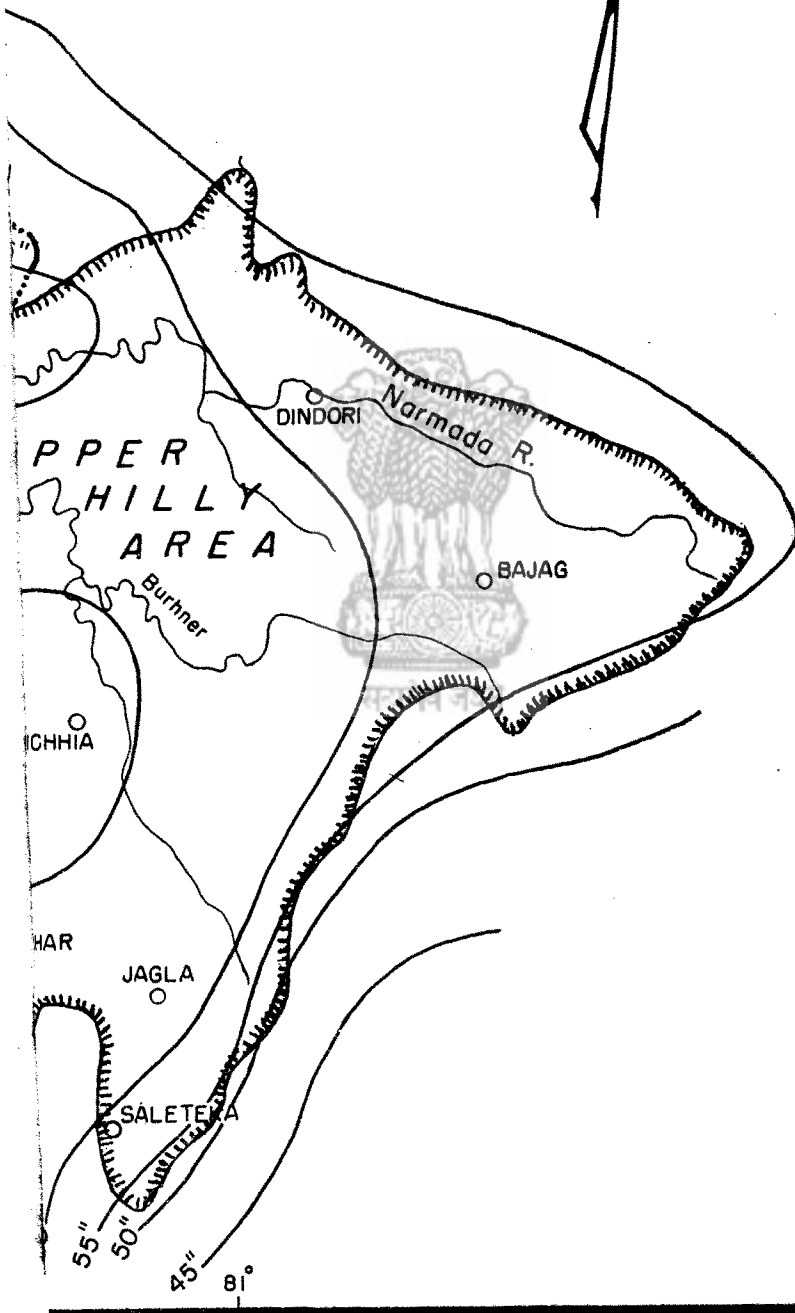 DINDORI
Narmada R.
PPER
HILLY
AREA
BAJAG
Burhner
ICHHIA
HAR
JAGLA
SALETEKA
55"
50"
45"
81°